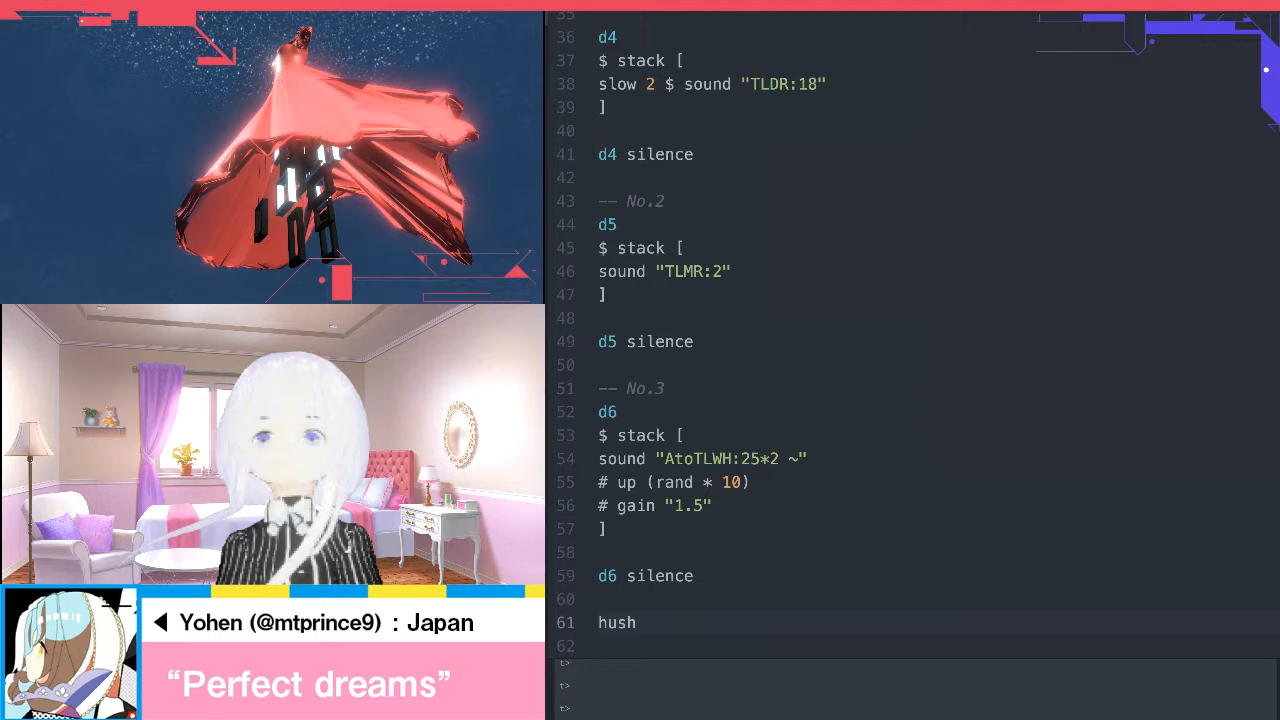 35
36 d4
37 $ stack [
38 slow 2 $ sound "TLDR:18"
39 ]
40
41 d4 silence
42
43 -- No.2
44 d5
45 $ stack [
46 sound "TLMR:2"
47 ]
48
49 d5 silence
50
51 -- No.3
52 d6
53 $ stack [
54 sound "AtoTLWH:25*2 ~"
55 # up (rand * 10)
56 # gain "1.5"
57 ]
58
59 d6 silence
60
61 hush
62
t>
t>
t>
Yohen (@mtprince9) : Japan
“Perfect dreams”